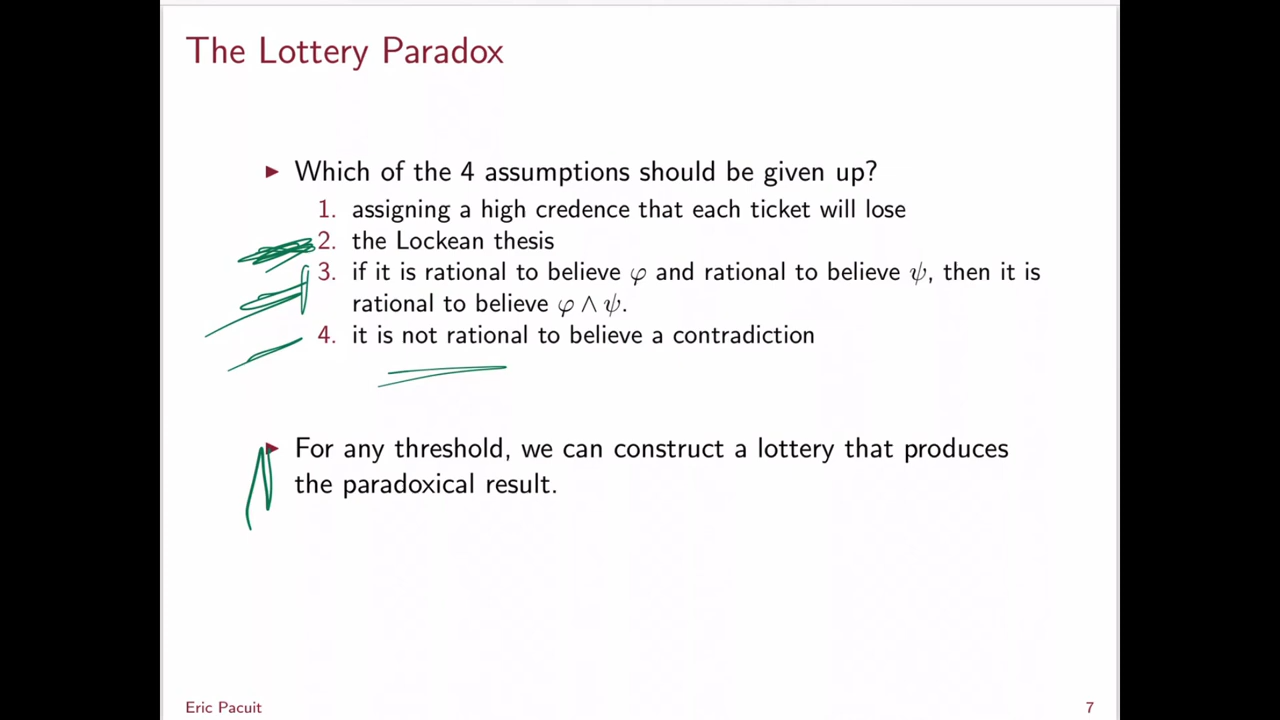 The Lottery Paradox
▶ Which of the 4 assumptions should be given up?
1. assigning a high credence that each ticket will lose
2. the Lockean thesis
3. if it is rational to believe φ and rational to believe ψ, then it is
rational to believe φ ∧ ψ.
4. it is not rational to believe a contradiction
▶ For any threshold, we can construct a lottery that produces
the paradoxical result.
Eric Pacuit
7